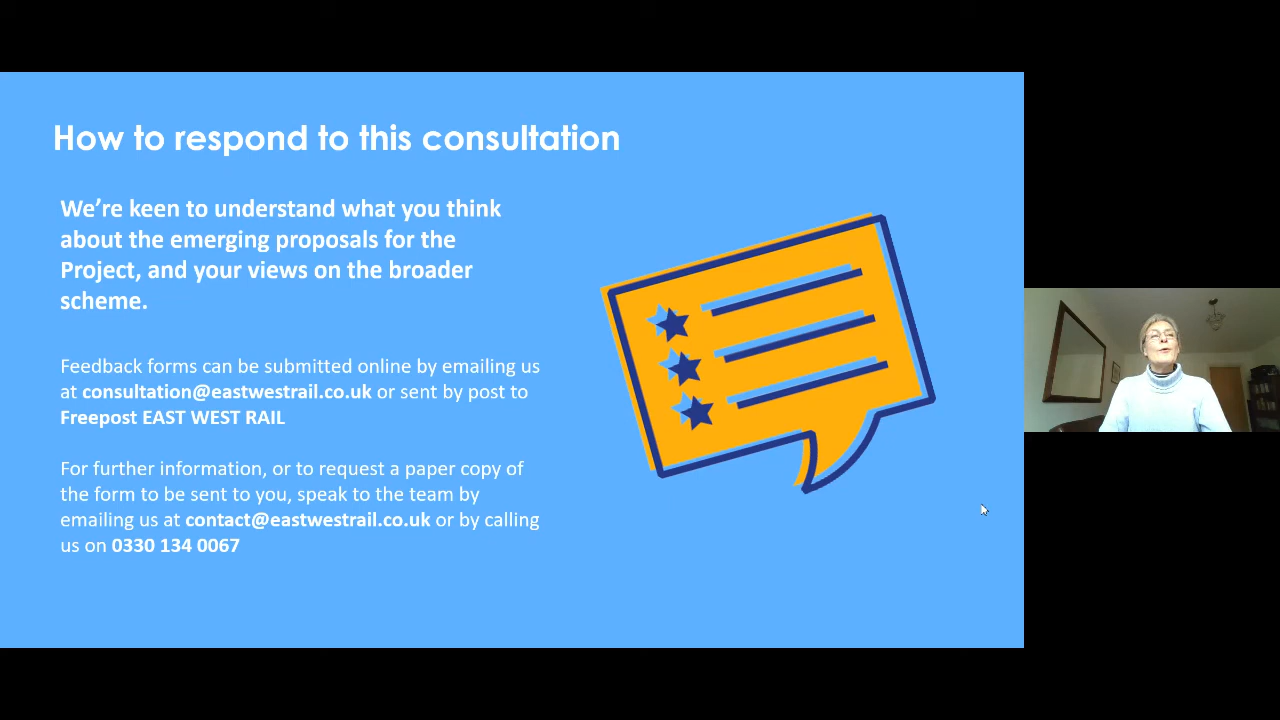 How to respond to this consultation
We’re keen to understand what you think
about the emerging proposals for the
Project, and your views on the broader
scheme.
Feedback forms can be submitted online by emailing us
at consultation@eastwestrail.co.uk or sent by post to
Freepost EAST WEST RAIL
For further information, or to request a paper copy of
the form to be sent to you, speak to the team by
emailing us at contact@eastwestrail.co.uk or by calling
us on 0330 134 0067